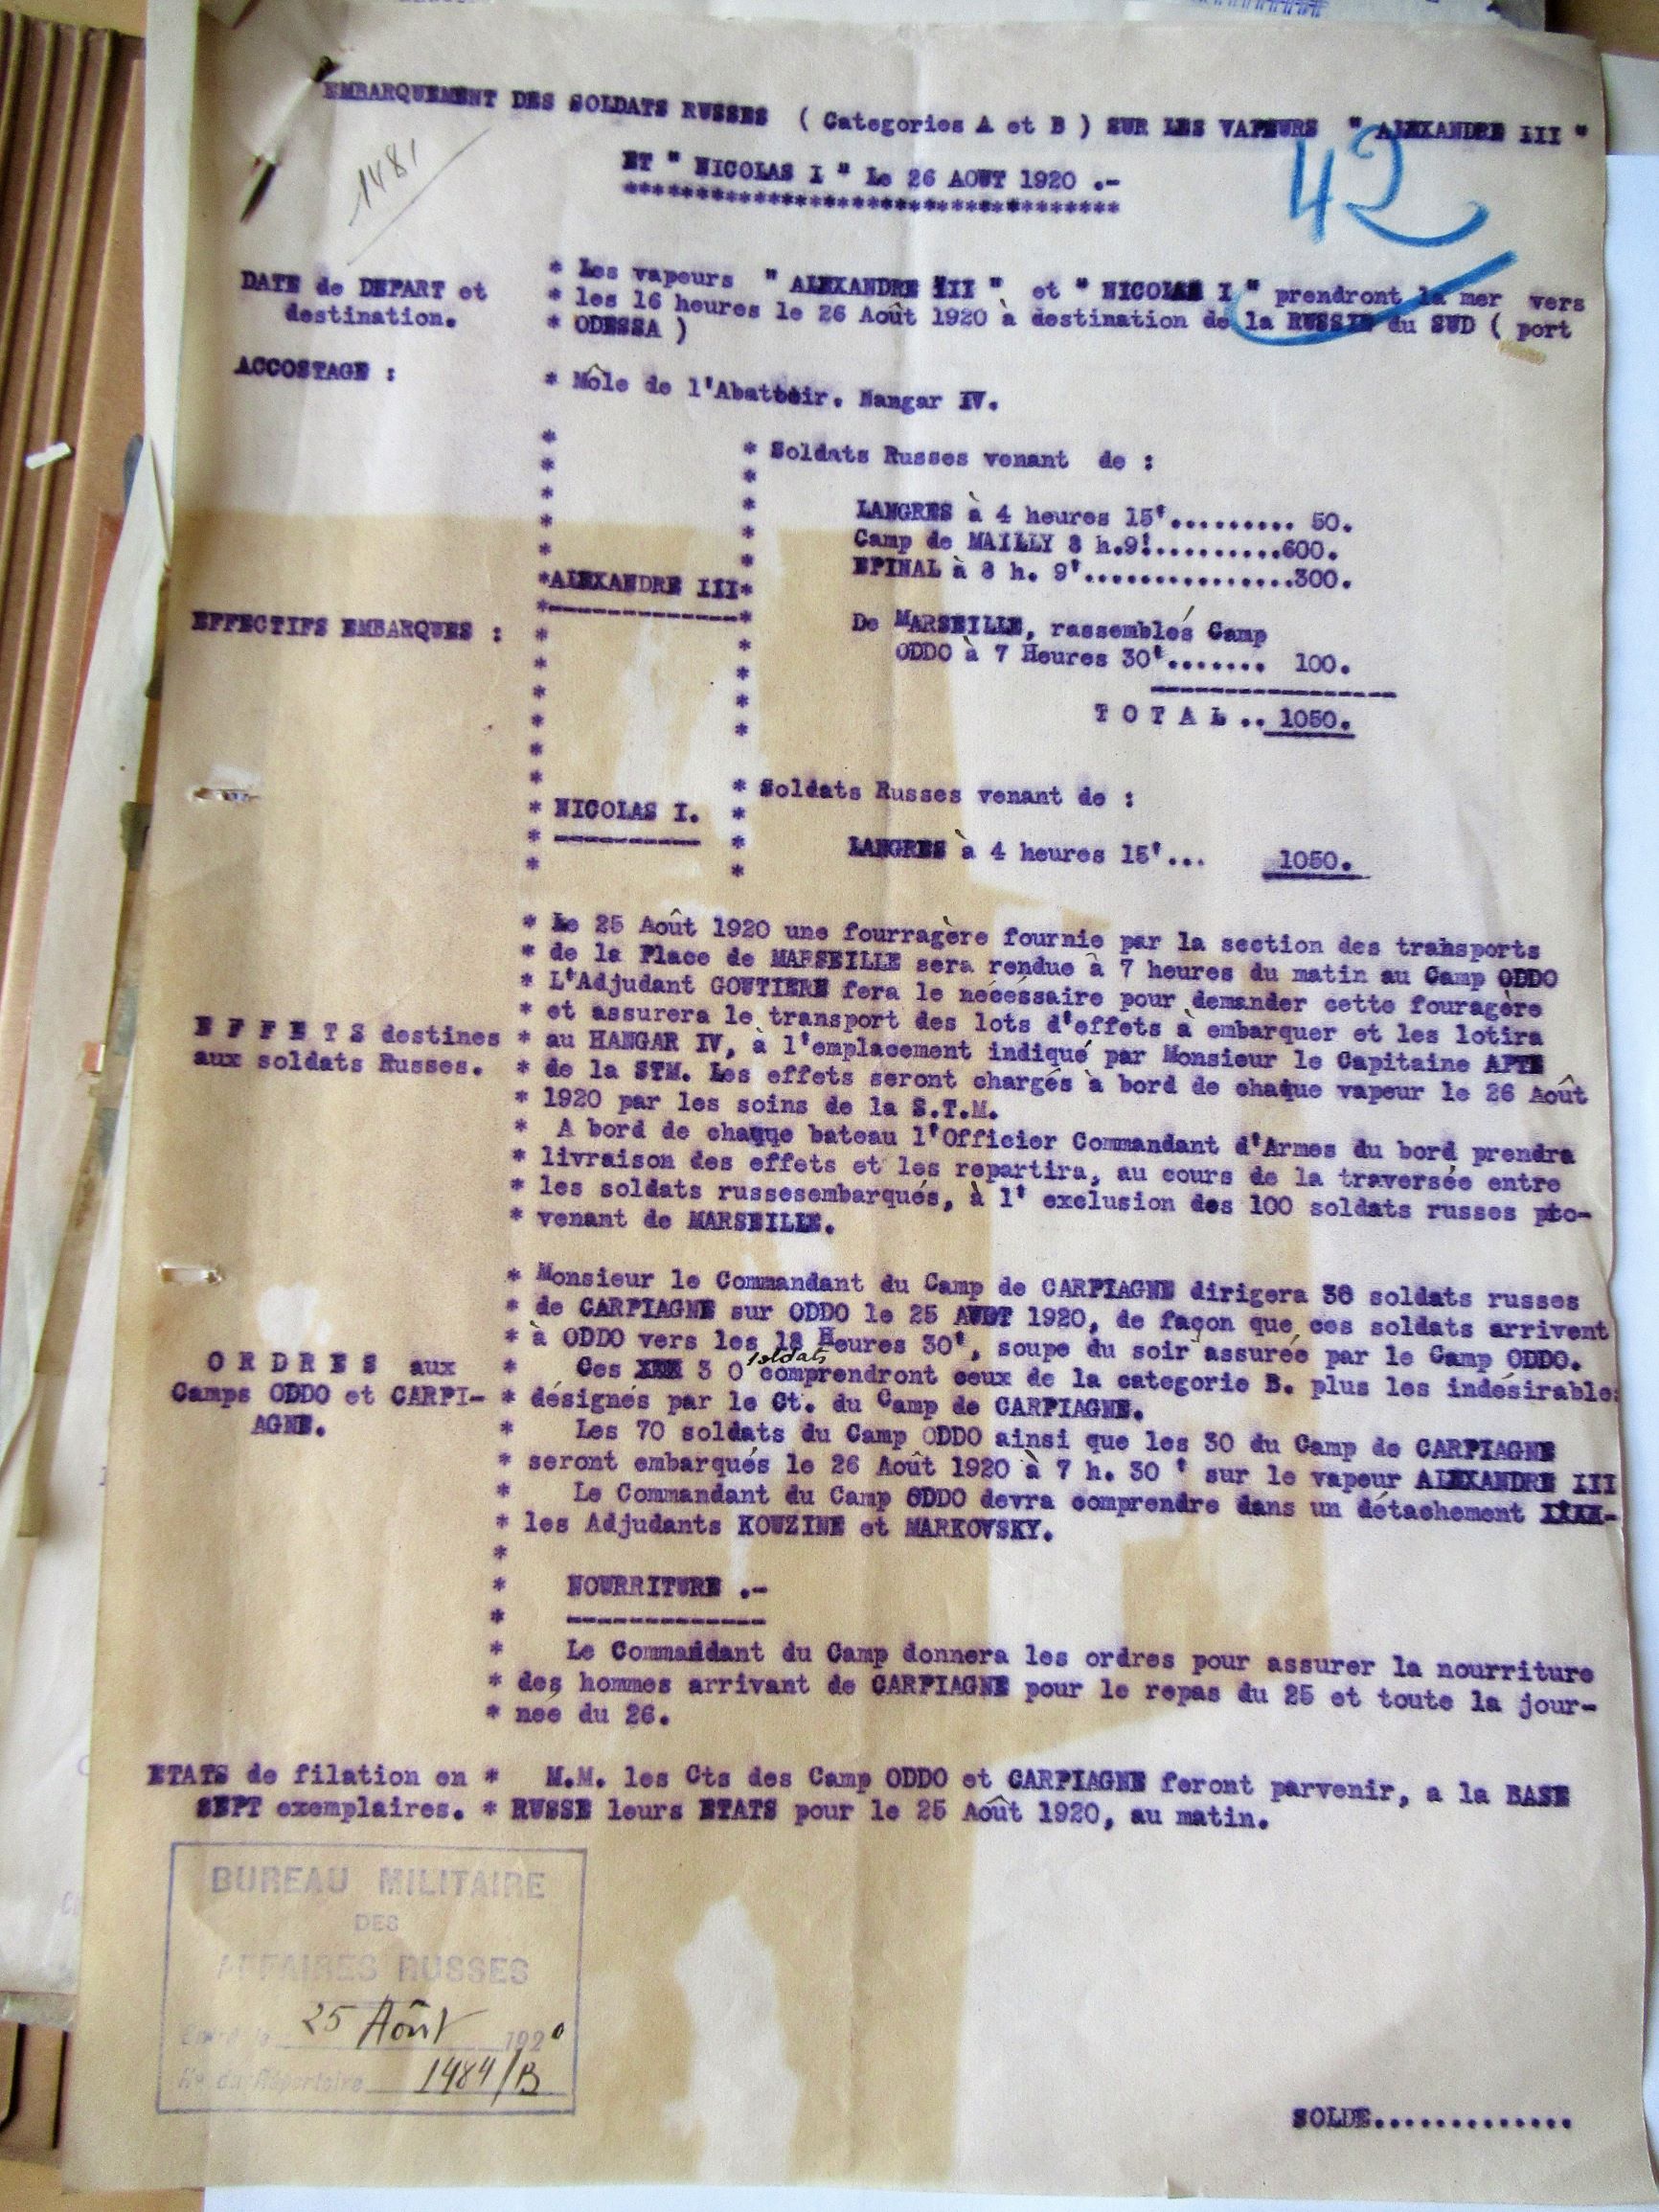 EMBARQUEMENT DES SOLDATS RUSSES ( Categories A et B ) SUR LES VAPEURS " ALEXANDRE III "
ET " NICOLAS I " Le 26 AOUT 1920 .-
***********************************
42
DATE de DEPART et
destination.
* Les vapeurs " ALEXANDRE III " et " NICOLAS I " prendront la mer vers
* les 16 heures le 26 Août 1920 à destination de la RUSSIE du SUD ( port
* ODESSA )
ACCOSTAGE :
* Môle de l'Abattoir. Hangar IV.
EFFECTIFS EMBARQUES :
*ALEXANDRE III*
* Soldats Russes venant de :
LANGRES à 4 heures 15'.......... 50.
Camp de MAILLY 8 h.9!..........600.
EPINAL à 8 h. 9'................300.
De MARSEILLE, rassemblés Camp
ODDO à 7 Heures 30'....... 100.
T O T A L .. 1050.
* NICOLAS I. *
* Soldats Russes venant de :
LANGRES à 4 heures 15'... 1050.
E F F E T S destines
aux soldats Russes.
* Le 25 Août 1920 une fourragère fournie par la section des transports
* de la Place de MARSEILLE sera rendue à 7 heures du matin au Camp ODDO
* L'Adjudant GOUTIERE fera le nécéssaire pour demander cette fouragère
* et assurera le transport des lots d'effets à embarquer et les lotira
* au HANGAR IV, à l'emplacement indiqué par Monsieur le Capitaine APTE
* de la STM. Les effets seront chargés à bord de chaque vapeur le 26 Août
* 1920 par les soins de la S.T.M.
* A bord de chaque bateau l'Officier Commandant d'Armes du bord prendra
* livraison des effets et les repartira, au cours de la traversée entre
* les soldats russesembarqués, à l' exclusion des 100 soldats russes pro-
* venant de MARSEILLE.
O R D R E S aux
Camps ODDO et CARPI-
AGNE.
* Monsieur le Commandant du Camp de CARPIAGNE dirigera 30 soldats russes
* de CARPIAGNE sur ODDO le 25 AOUT 1920, de façon que ces soldats arrivent
* à ODDO vers les 18 Heures 30', soupe du soir assurée par le Camp ODDO.
* Ces XXX 3 0 soldats comprendront ceux de la categorie B. plus les indésirables
* désignés par le Ct. du Camp de CARPIAGNE.
* Les 70 soldats du Camp ODDO ainsi que les 30 du Camp de CARPIAGNE
* seront embarqués le 26 Août 1920 à 7 h. 30 ' sur le vapeur ALEXANDRE III
* Le Commandant du Camp ODDO devra comprendre dans un détachement XXXX-
* les Adjudants KOUZINE et MARKOVSKY.
*
* NOURRITURE .-
*
* Le Commandant du Camp donnera les ordres pour assurer la nourriture
* des hommes arrivant de CARPIAGNE pour le repas du 25 et toute la jour-
* neé du 26.
ETATS de filation en
SEPT exemplaires.
* M.M. les Cts des Camp ODDO et CARPIAGNE feront parvenir, a la BASE
* RUSSE leurs ETATS pour le 25 Août 1920, au matin.
BUREAU MILITAIRE
DES
AFFAIRES RUSSES
25 Août 1920
No du Répertoire 1484/B
SOLDE.............